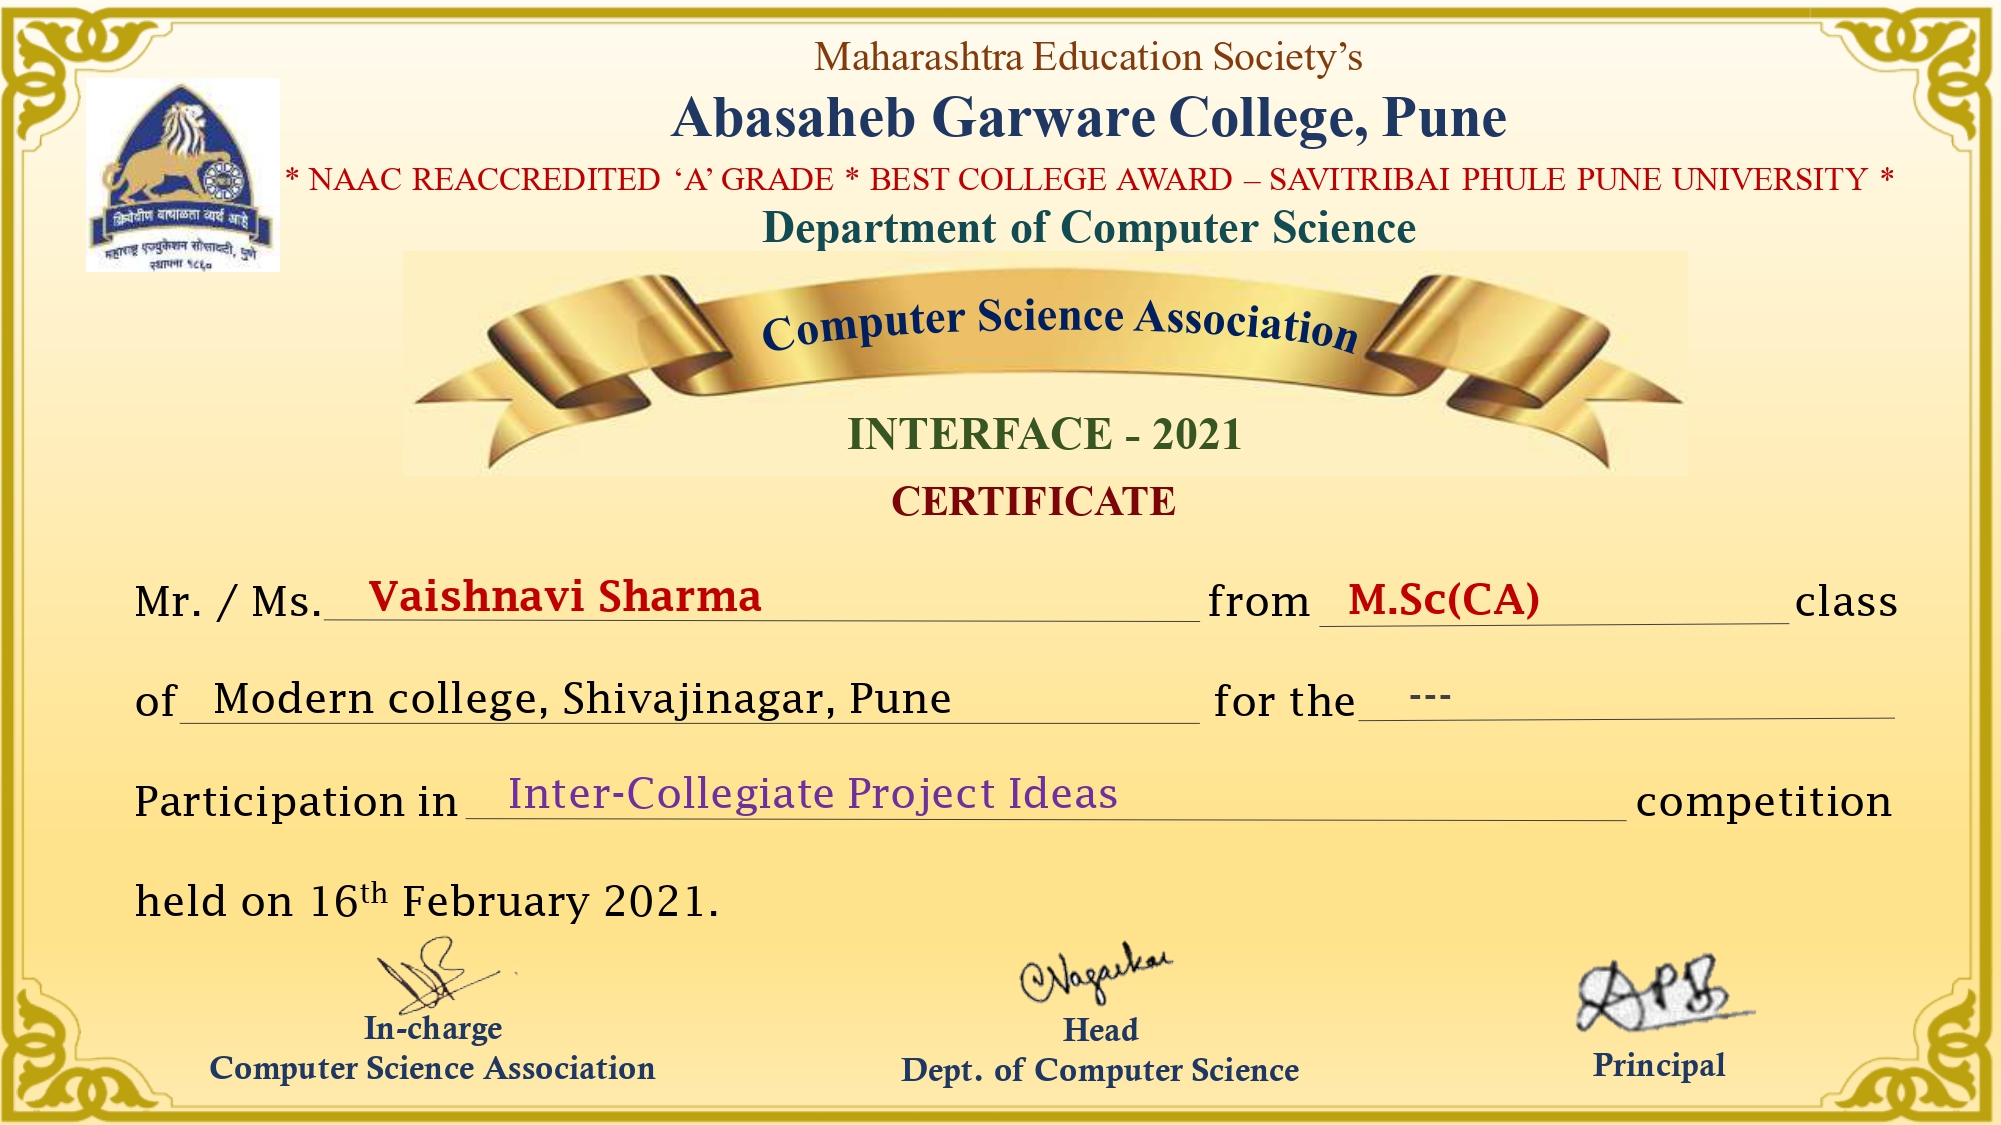 Maharashtra Education Society’s
Abasaheb Garware College, Pune
* NAAC REACCREDITED ‘A’ GRADE * BEST COLLEGE AWARD – SAVITRIBAI PHULE PUNE UNIVERSITY *
Department of Computer Science
क्रियेवीण वाचाळता व्यर्थ आहे
महाराष्ट्र एज्युकेशन सोसायटी, पुणे
स्थापना १८६०
Computer Science Association
INTERFACE - 2021
CERTIFICATE
Mr. / Ms. Vaishnavi Sharma from M.Sc(CA) class
of Modern college, Shivajinagar, Pune for the ---
Participation in Inter-Collegiate Project Ideas competition
held on 16th February 2021.
Nagarkar
In-charge
Computer Science Association
Head
Dept. of Computer Science
Principal